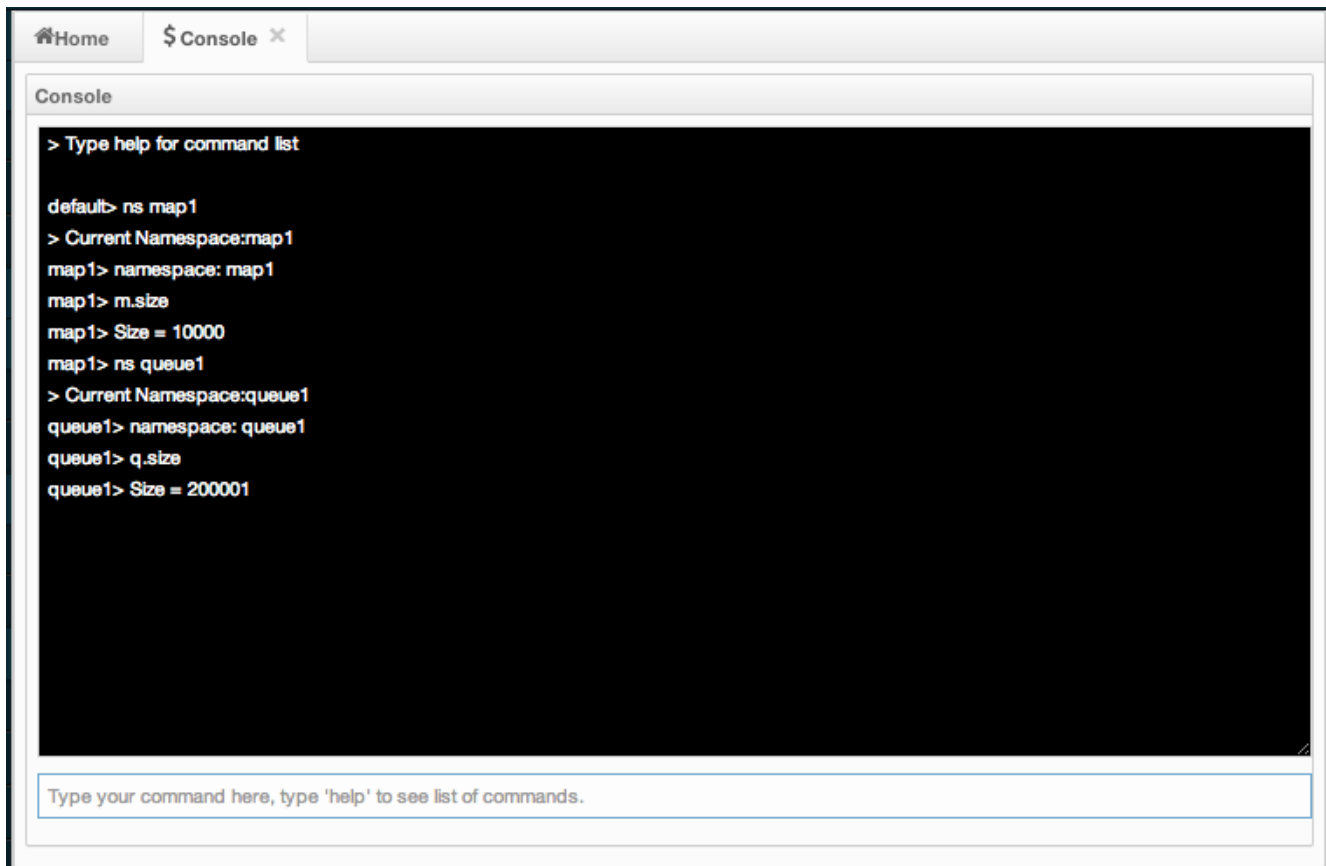 Home
$ Console ×
Console
> Type help for command list
default> ns map1
> Current Namespace:map1
map1> namespace: map1
map1> m.size
map1> Size = 10000
map1> ns queue1
> Current Namespace:queue1
queue1> namespace: queue1
queue1> q.size
queue1> Size = 200001
Type your command here, type 'help' to see list of commands.